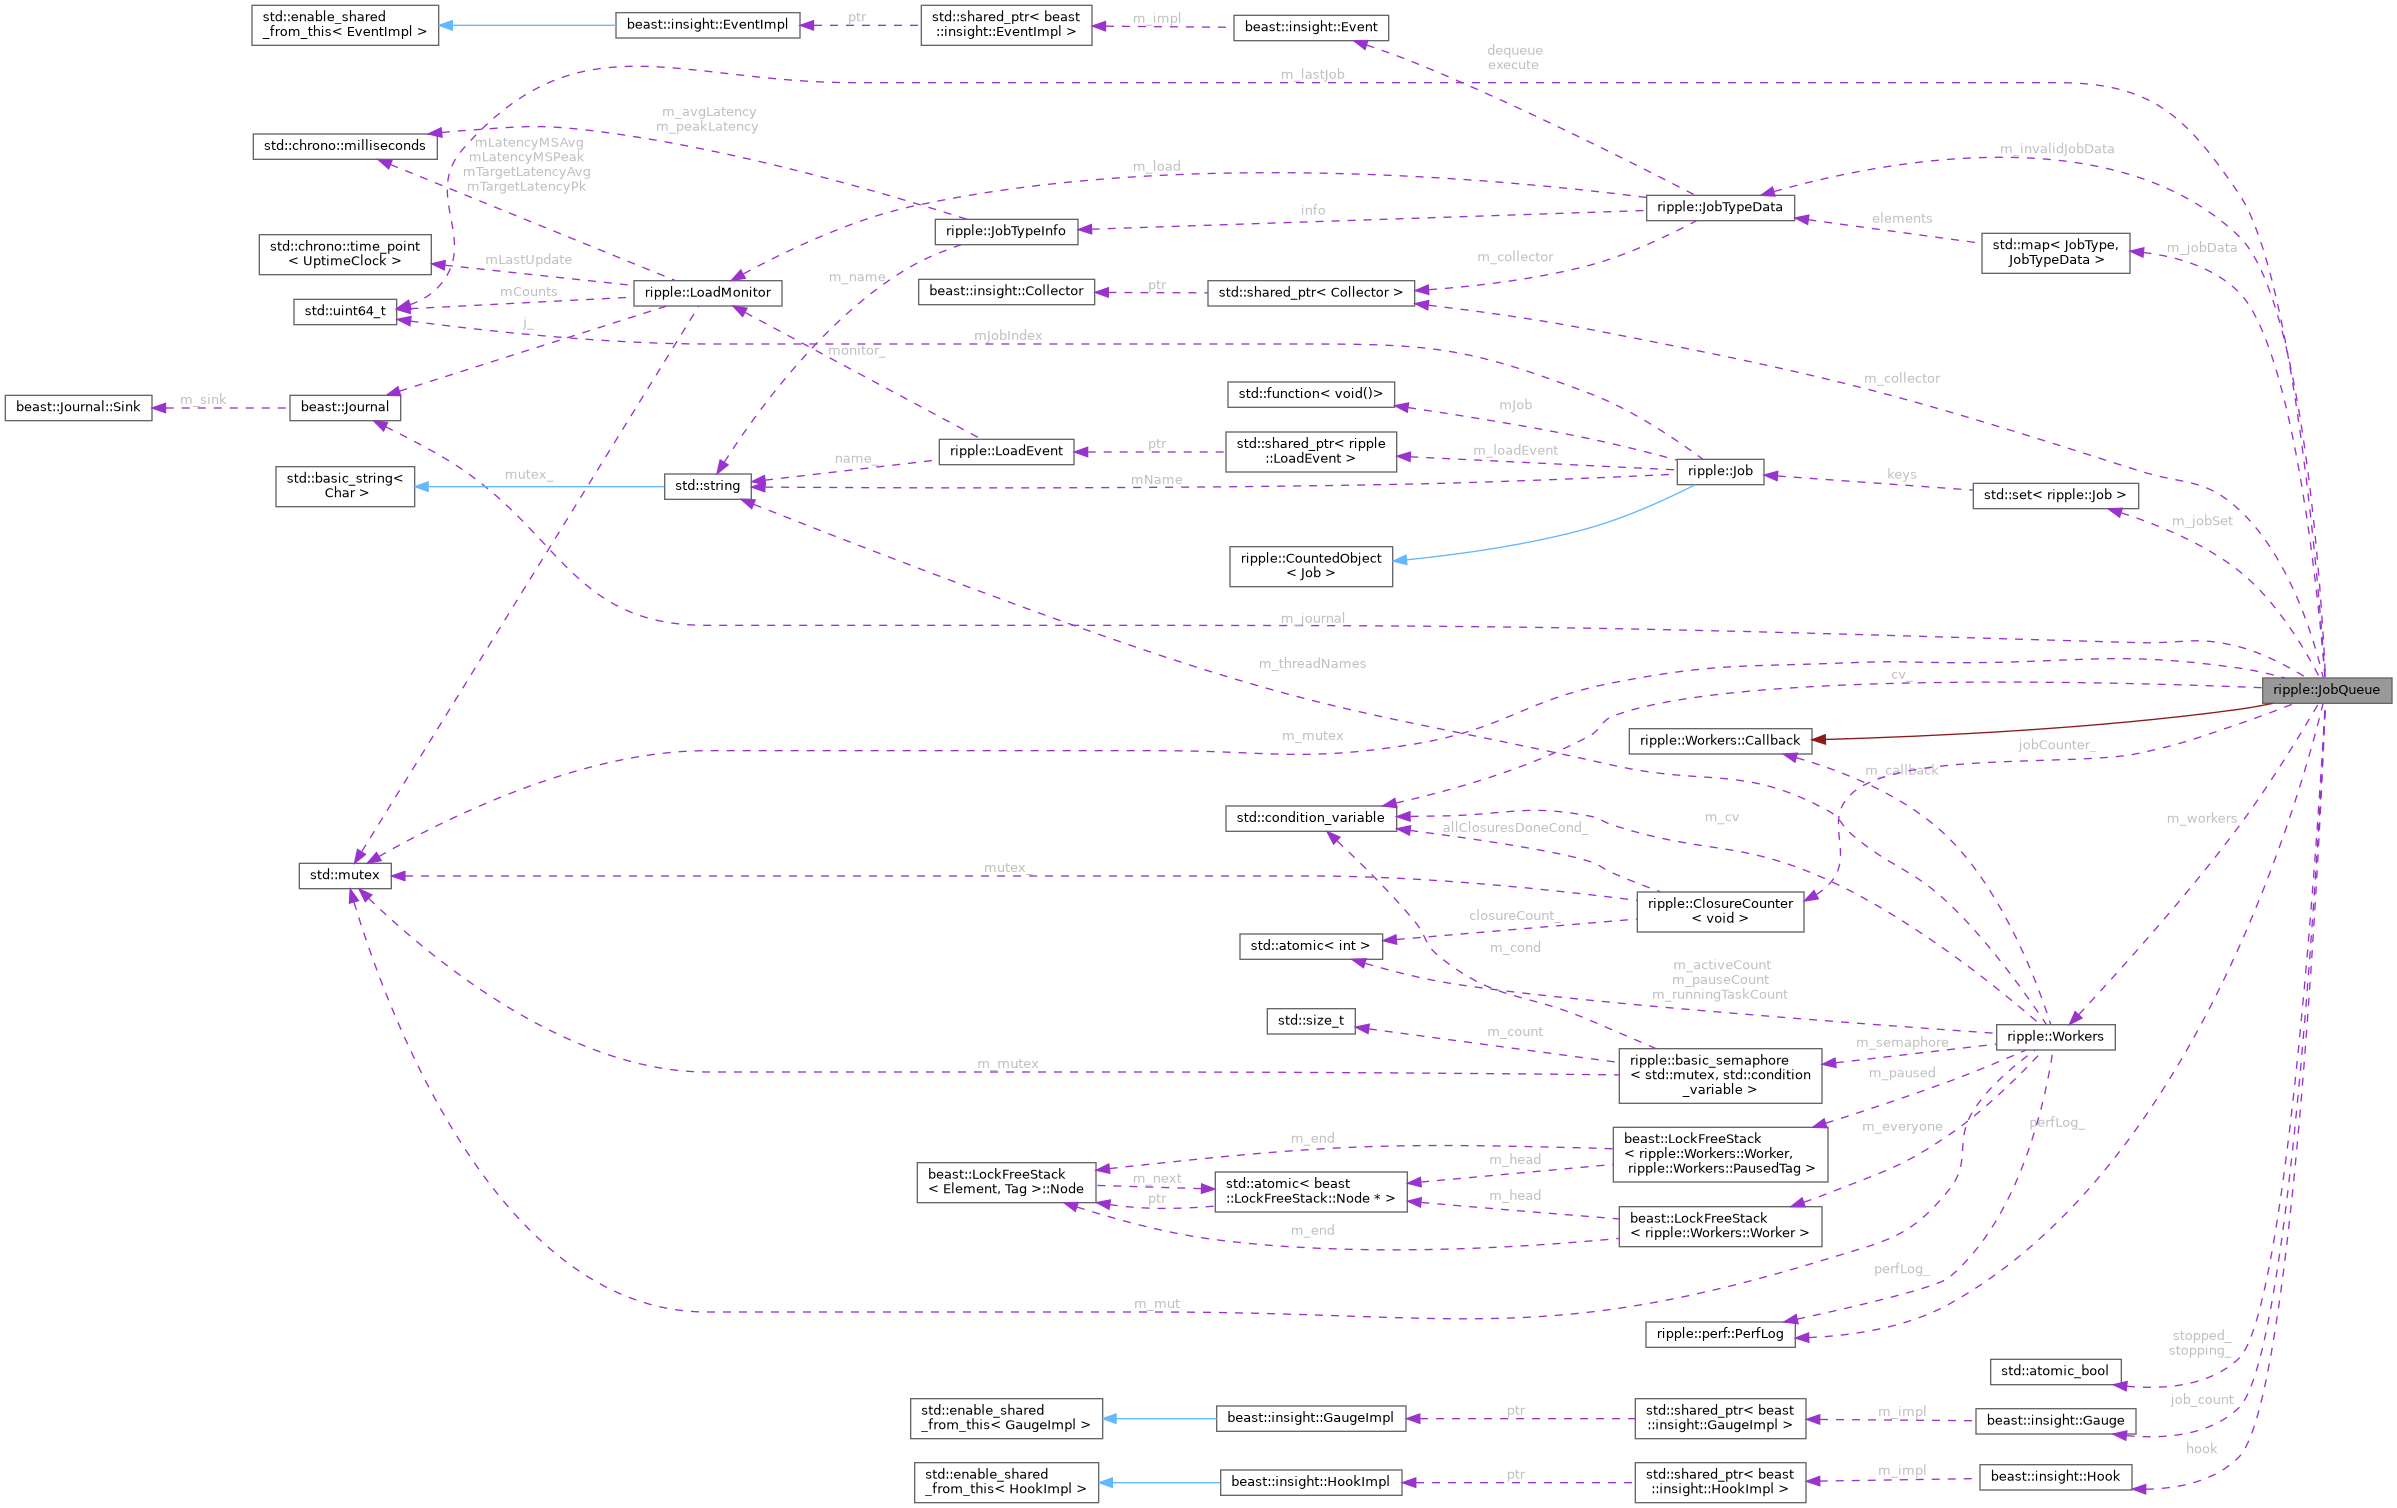 std::enable_shared
_from_this< EventImpl >
beast::insight::EventImpl
ptr
std::shared_ptr< beast
::insight::EventImpl >
m_impl
beast::insight::Event
dequeue
execute
m_lastJob
m_avgLatency
m_peakLatency
std::chrono::milliseconds
mLatencyMSAvg
mLatencyMSPeak
mTargetLatencyAvg
mTargetLatencyPk
m_load
m_invalidJobData
ripple::JobTypeData
info
elements
ripple::JobTypeInfo
std::map< JobType,
JobTypeData >
m_jobData
std::chrono::time_point
< UptimeClock >
mLastUpdate
m_name
m_collector
ripple::LoadMonitor
mCounts
beast::insight::Collector
ptr
std::shared_ptr< Collector >
std::uint64_t
j_
mJobIndex
monitor_
m_collector
beast::Journal::Sink
m_sink
beast::Journal
std::function< void()>
mJob
ripple::LoadEvent
ptr
std::shared_ptr< ripple
::LoadEvent >
m_loadEvent
name_
ripple::Job
keys
std::basic_string<
Char >
mutex_
std::string
mName
std::set< ripple::Job >
m_jobSet
ripple::CountedObject
< Job >
m_journal
m_threadNames
cv_
ripple::JobQueue
m_mutex
ripple::Workers::Callback
jobCounter_
m_callback
std::condition_variable
m_cv
m_workers
allClosuresDoneCond_
std::mutex
mutex_
ripple::ClosureCounter
< void >
closureCount_
std::atomic< int >
m_cond
m_activeCount
m_pauseCount
m_runningTaskCount
std::size_t
m_count
ripple::Workers
m_semaphore
ripple::basic_semaphore
< std::mutex, std::condition
_variable >
m_mutex
m_paused
m_everyone
perfLog_
m_end
beast::LockFreeStack
< ripple::Workers::Worker,
ripple::Workers::PausedTag >
m_head
beast::LockFreeStack
< Element, Tag >::Node
m_next
ptr
std::atomic< beast
::LockFreeStack::Node * >
m_head
beast::LockFreeStack
< ripple::Workers::Worker >
m_end
perfLog_
m_mut
ripple::perf::PerfLog
stopped_
stopping_
std::atomic_bool
job_count
std::enable_shared
_from_this< GaugeImpl >
beast::insight::GaugeImpl
ptr
std::shared_ptr< beast
::insight::GaugeImpl >
m_impl
beast::insight::Gauge
hook
std::enable_shared
_from_this< HookImpl >
beast::insight::HookImpl
ptr
std::shared_ptr< beast
::insight::HookImpl >
m_impl
beast::insight::Hook